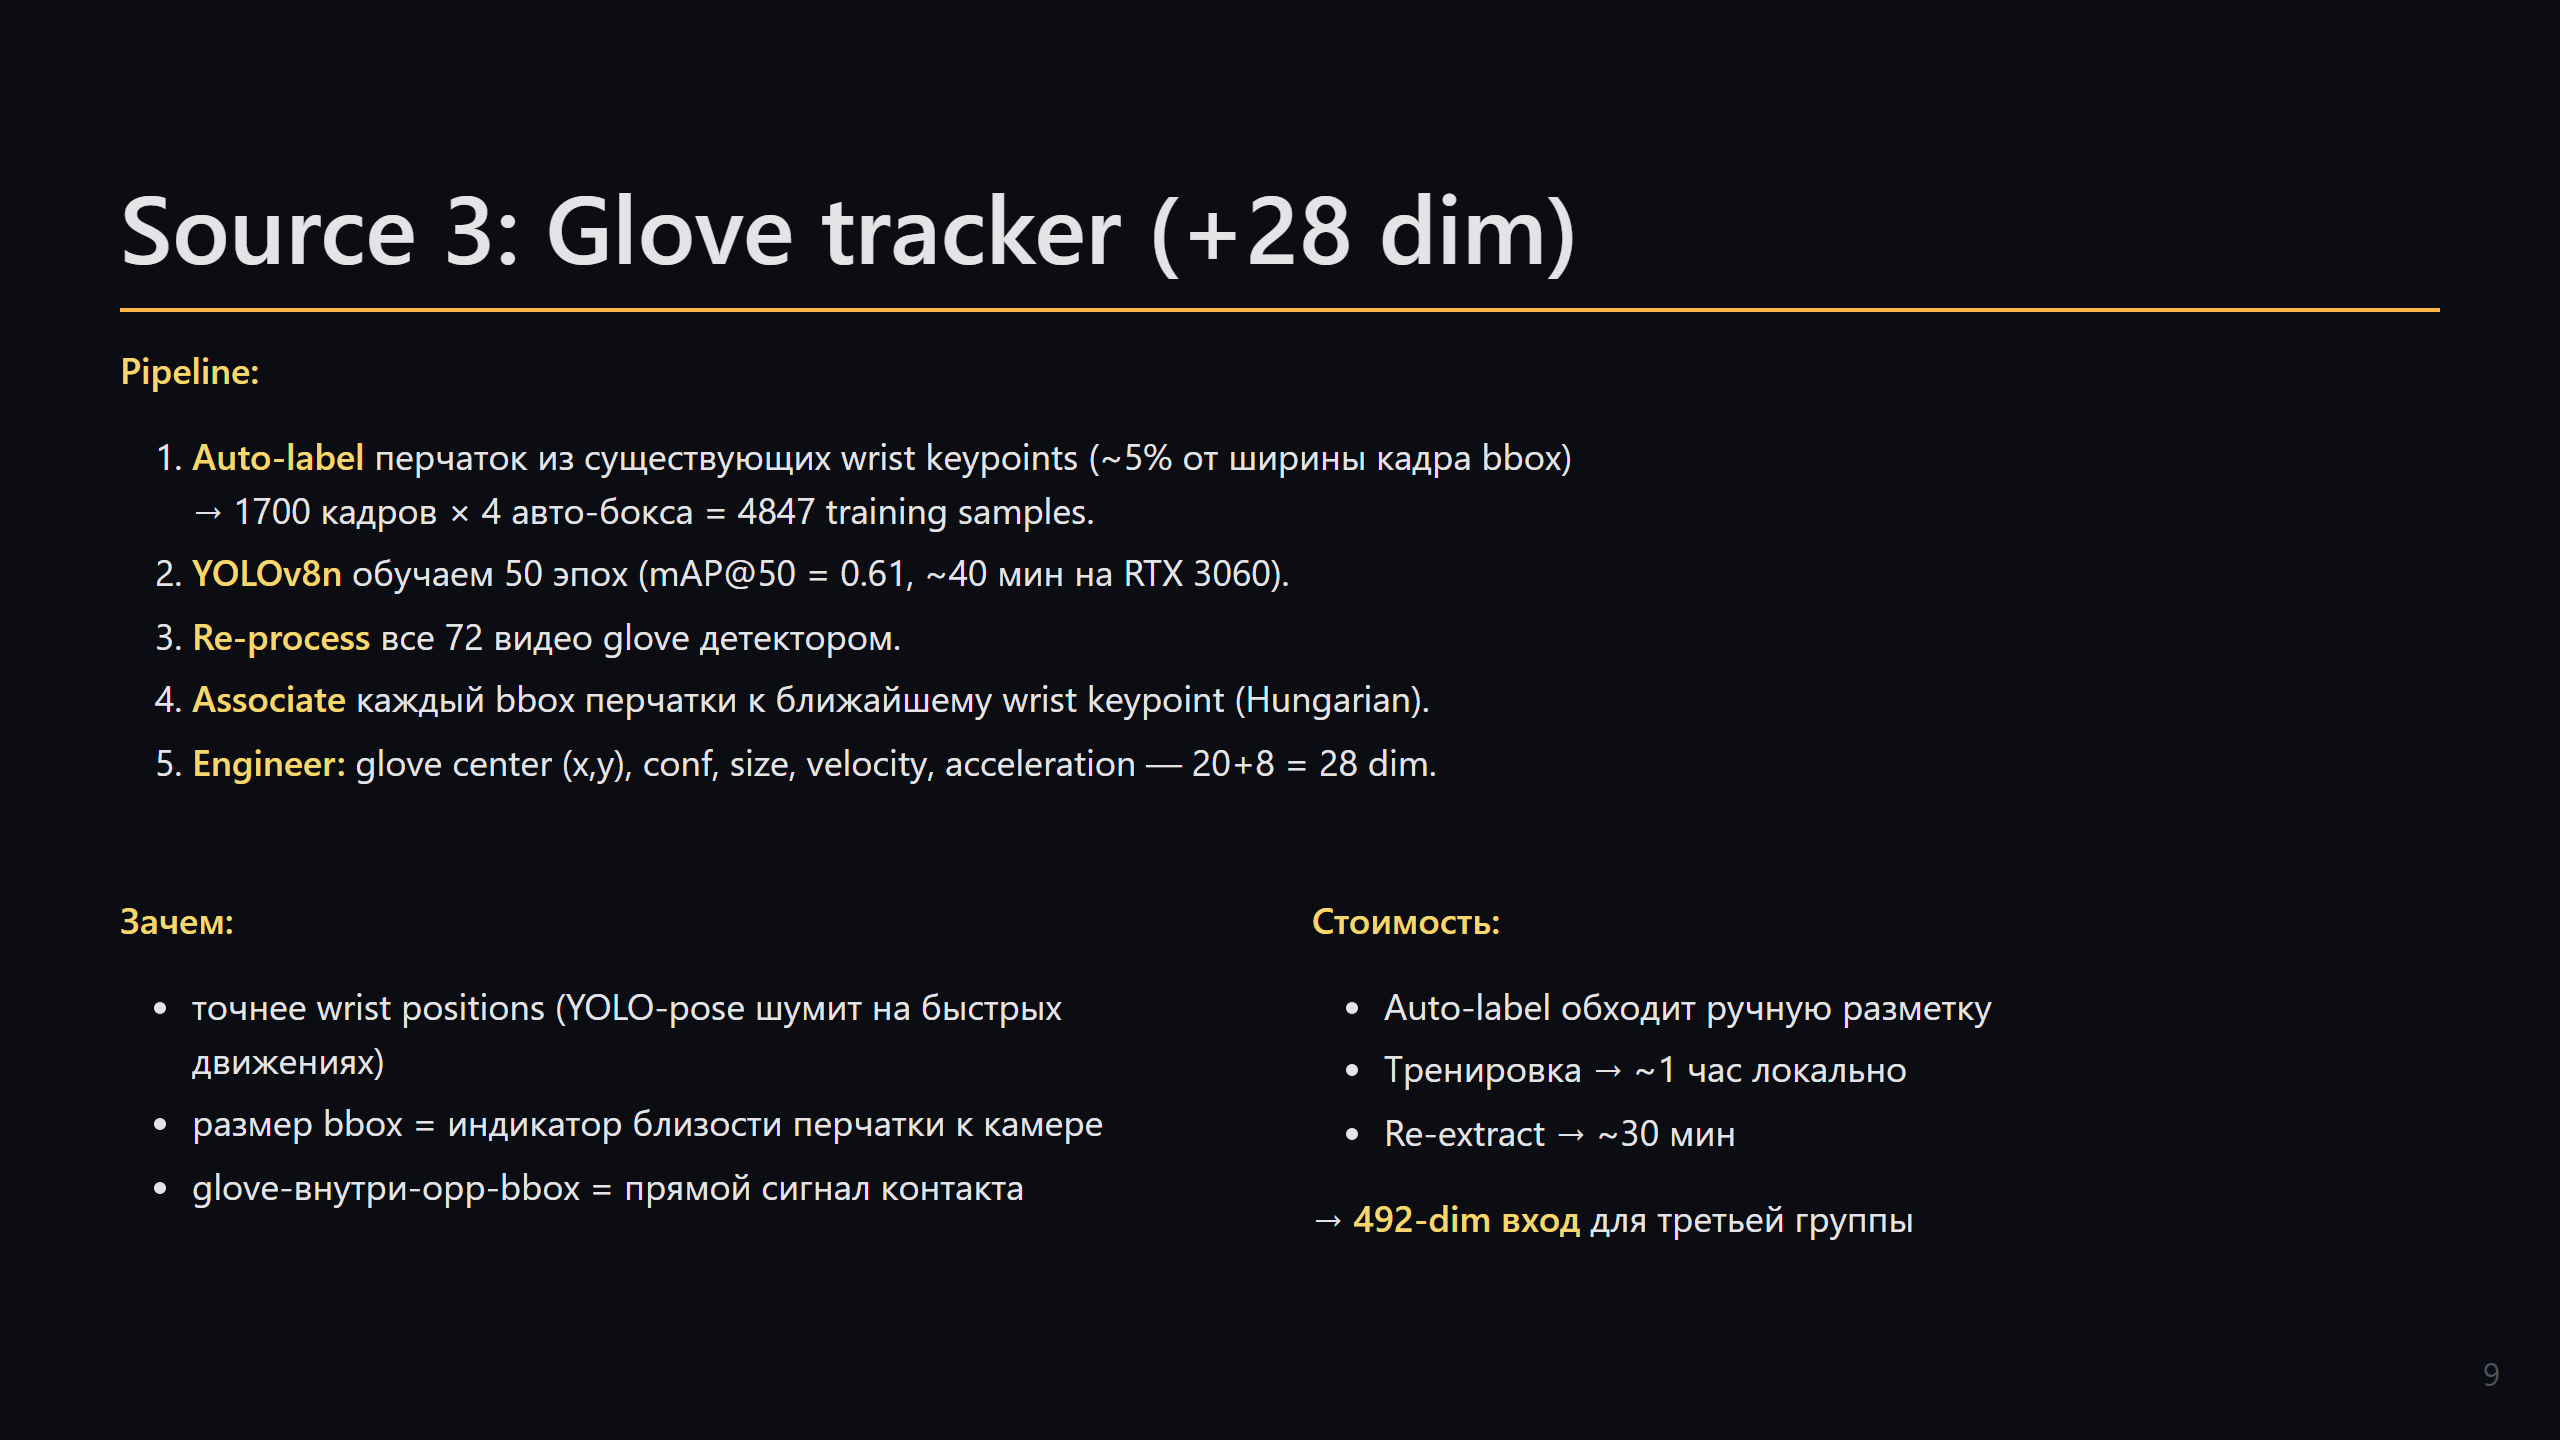 Source 3: Glove tracker (+28 dim)
Pipeline:
1. Auto-label перчаток из существующих wrist keypoints (~5% от ширины кадра bbox)
→ 1700 кадров × 4 авто-бокса = 4847 training samples.
2. YOLOv8n обучаем 50 эпох (mAP@50 = 0.61, ~40 мин на RTX 3060).
3. Re-process все 72 видео glove детектором.
4. Associate каждый bbox перчатки к ближайшему wrist keypoint (Hungarian).
5. Engineer: glove center (x,y), conf, size, velocity, acceleration — 20+8 = 28 dim.
Зачем:
• точнее wrist positions (YOLO-pose шумит на быстрых
движениях)
• размер bbox = индикатор близости перчатки к камере
• glove-внутри-opp-bbox = прямой сигнал контакта
Стоимость:
• Auto-label обходит ручную разметку
• Тренировка → ~1 час локально
• Re-extract → ~30 мин
→ 492-dim вход для третьей группы
9